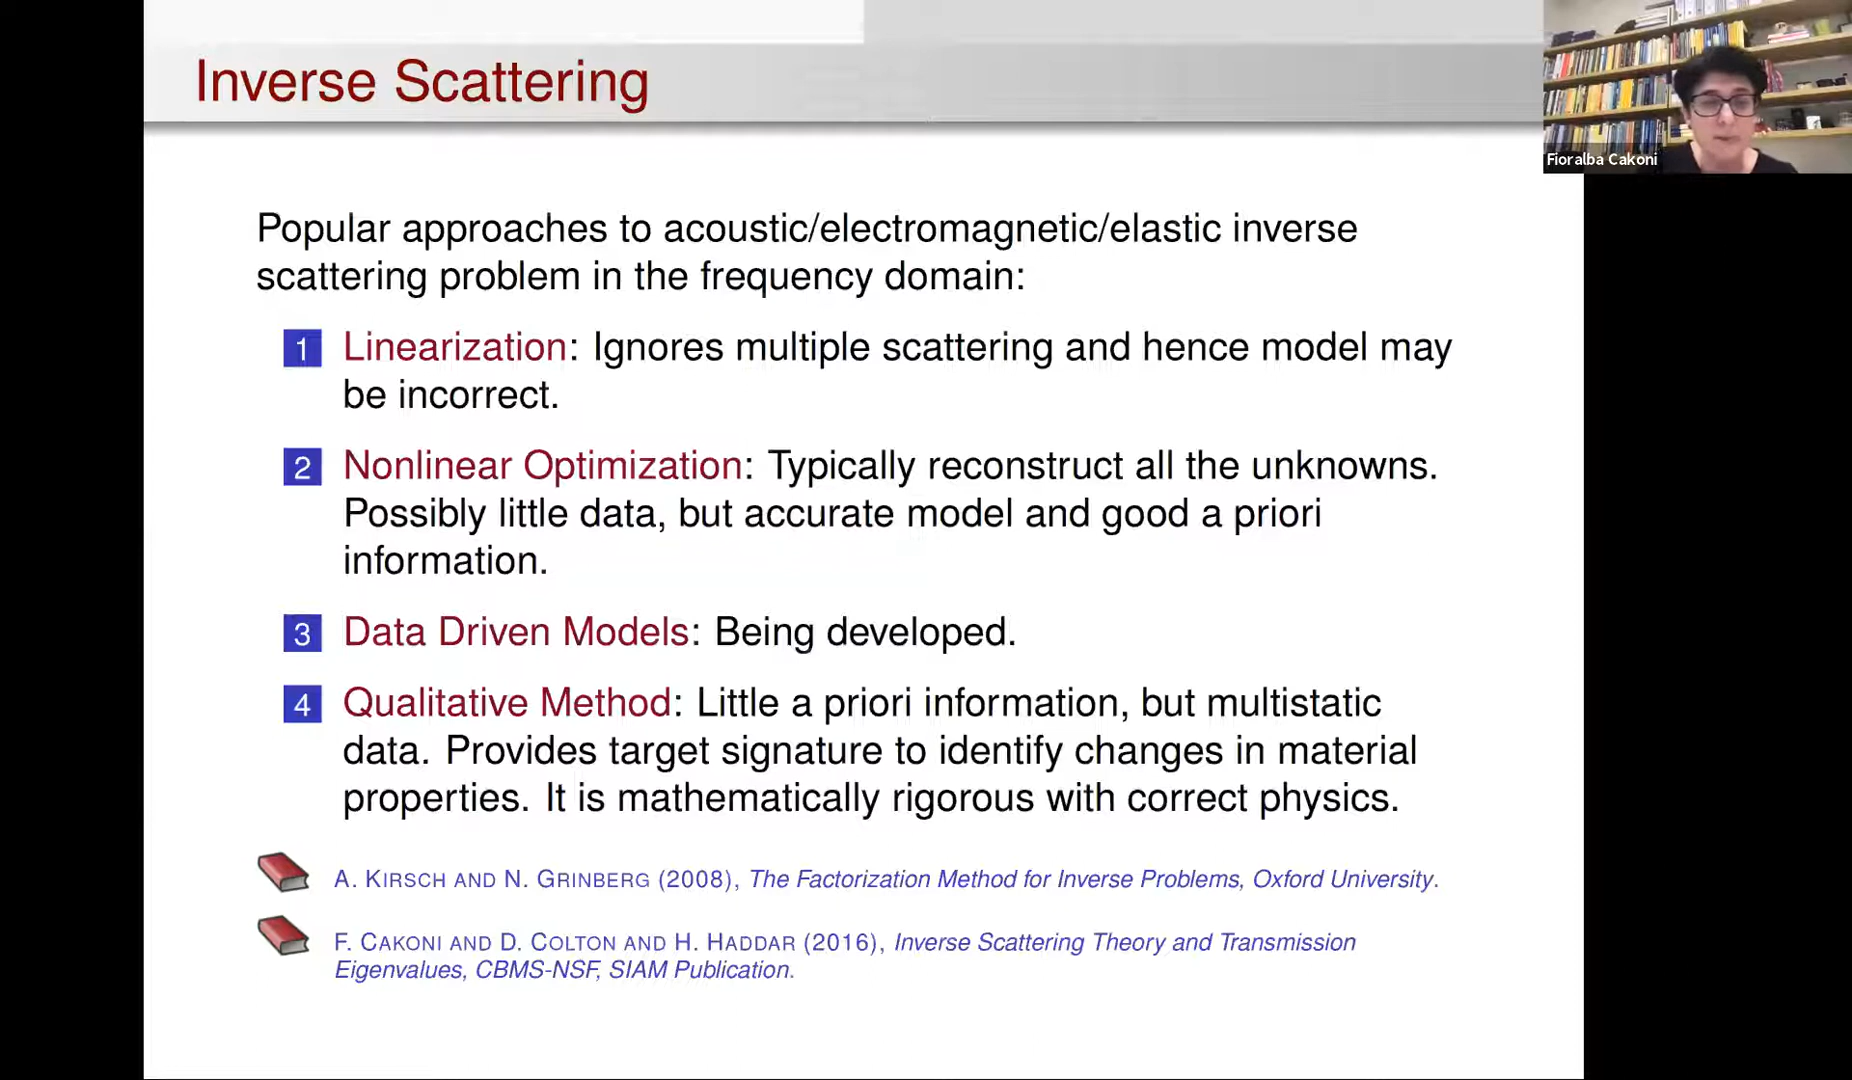 Inverse Scattering
Fioralba Cakoni
Popular approaches to acoustic/electromagnetic/elastic inverse
scattering problem in the frequency domain:
1 Linearization: Ignores multiple scattering and hence model may
be incorrect.
2 Nonlinear Optimization: Typically reconstruct all the unknowns.
Possibly little data, but accurate model and good a priori
information.
3 Data Driven Models: Being developed.
4 Qualitative Method: Little a priori information, but multistatic
data. Provides target signature to identify changes in material
properties. It is mathematically rigorous with correct physics.
A. KIRSCH AND N. GRINBERG (2008), The Factorization Method for Inverse Problems, Oxford University.
F. CAKONI AND D. COLTON AND H. HADDAR (2016), Inverse Scattering Theory and Transmission
Eigenvalues, CBMS-NSF, SIAM Publication.